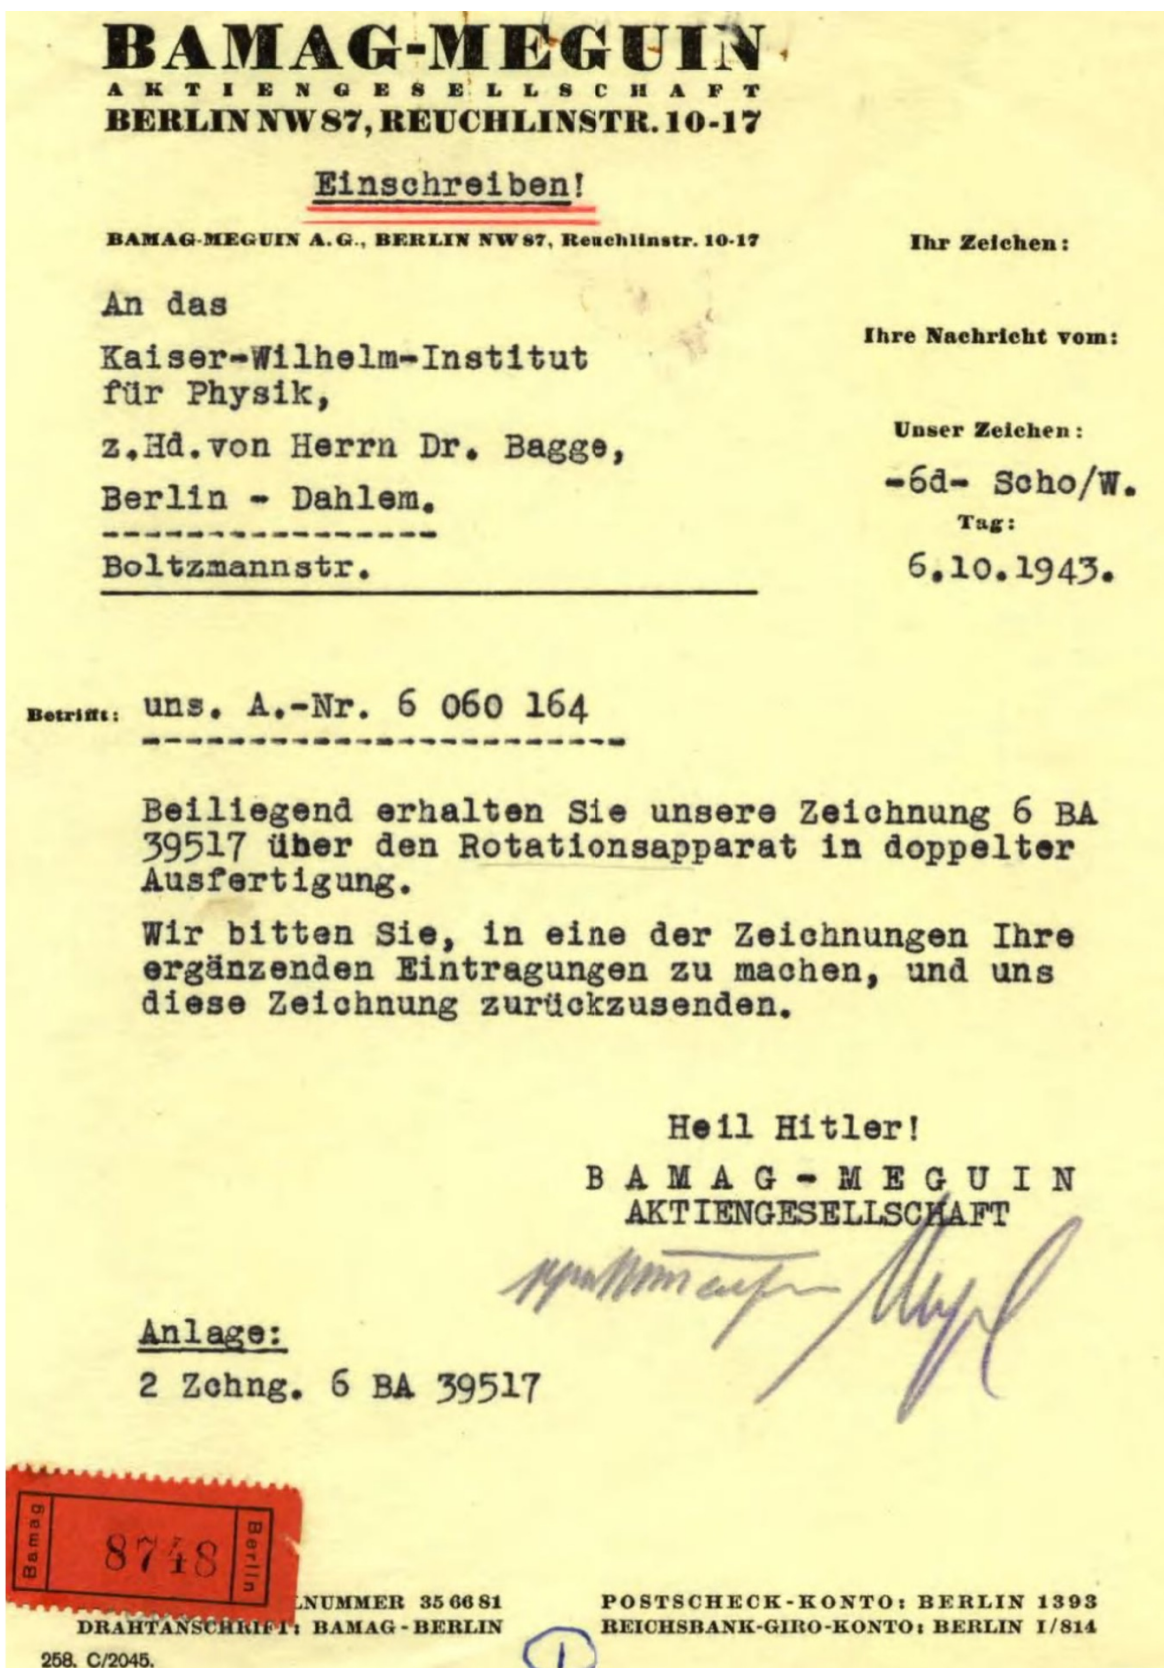 BAMAG-MEGUIN
AKTIENGESELLSCHAFT
BERLIN NW 87, REUCHLINSTR. 10-17
Einschreiben!
BAMAG-MEGUIN A.G., BERLIN NW 87, Reuchlinstr. 10-17
Ihr Zeichen:
An das
Ihre Nachricht vom:
Kaiser-Wilhelm-Institut
für Physik,
Unser Zeichen:
z.Hd.von Herrn Dr. Bagge,
-6d- Scho/W.
Berlin - Dahlem.
Tag:
Boltzmannstr.
6.10.1943.
Betrifft: uns. A.-Nr. 6 060 164
Beiliegend erhalten Sie unsere Zeichnung 6 BA
39517 über den Rotationsapparat in doppelter
Ausfertigung.
Wir bitten Sie, in eine der Zeichnungen Ihre
ergänzenden Eintragungen zu machen, und uns
diese Zeichnung zurückzusenden.
Heil Hitler!
BAMAG-MEGUIN
AKTIENGESELLSCHAFT
Anlage:
2 Zchng. 6 BA 39517
Bamag
8748
Berlin
LNUMMER 35 66 81
POSTSCHECK-KONTO: BERLIN 1393
DRAHTANSCHRIFT: BAMAG-BERLIN
REICHSBANK-GIRO-KONTO: BERLIN 1/814
258. C/2045.
1